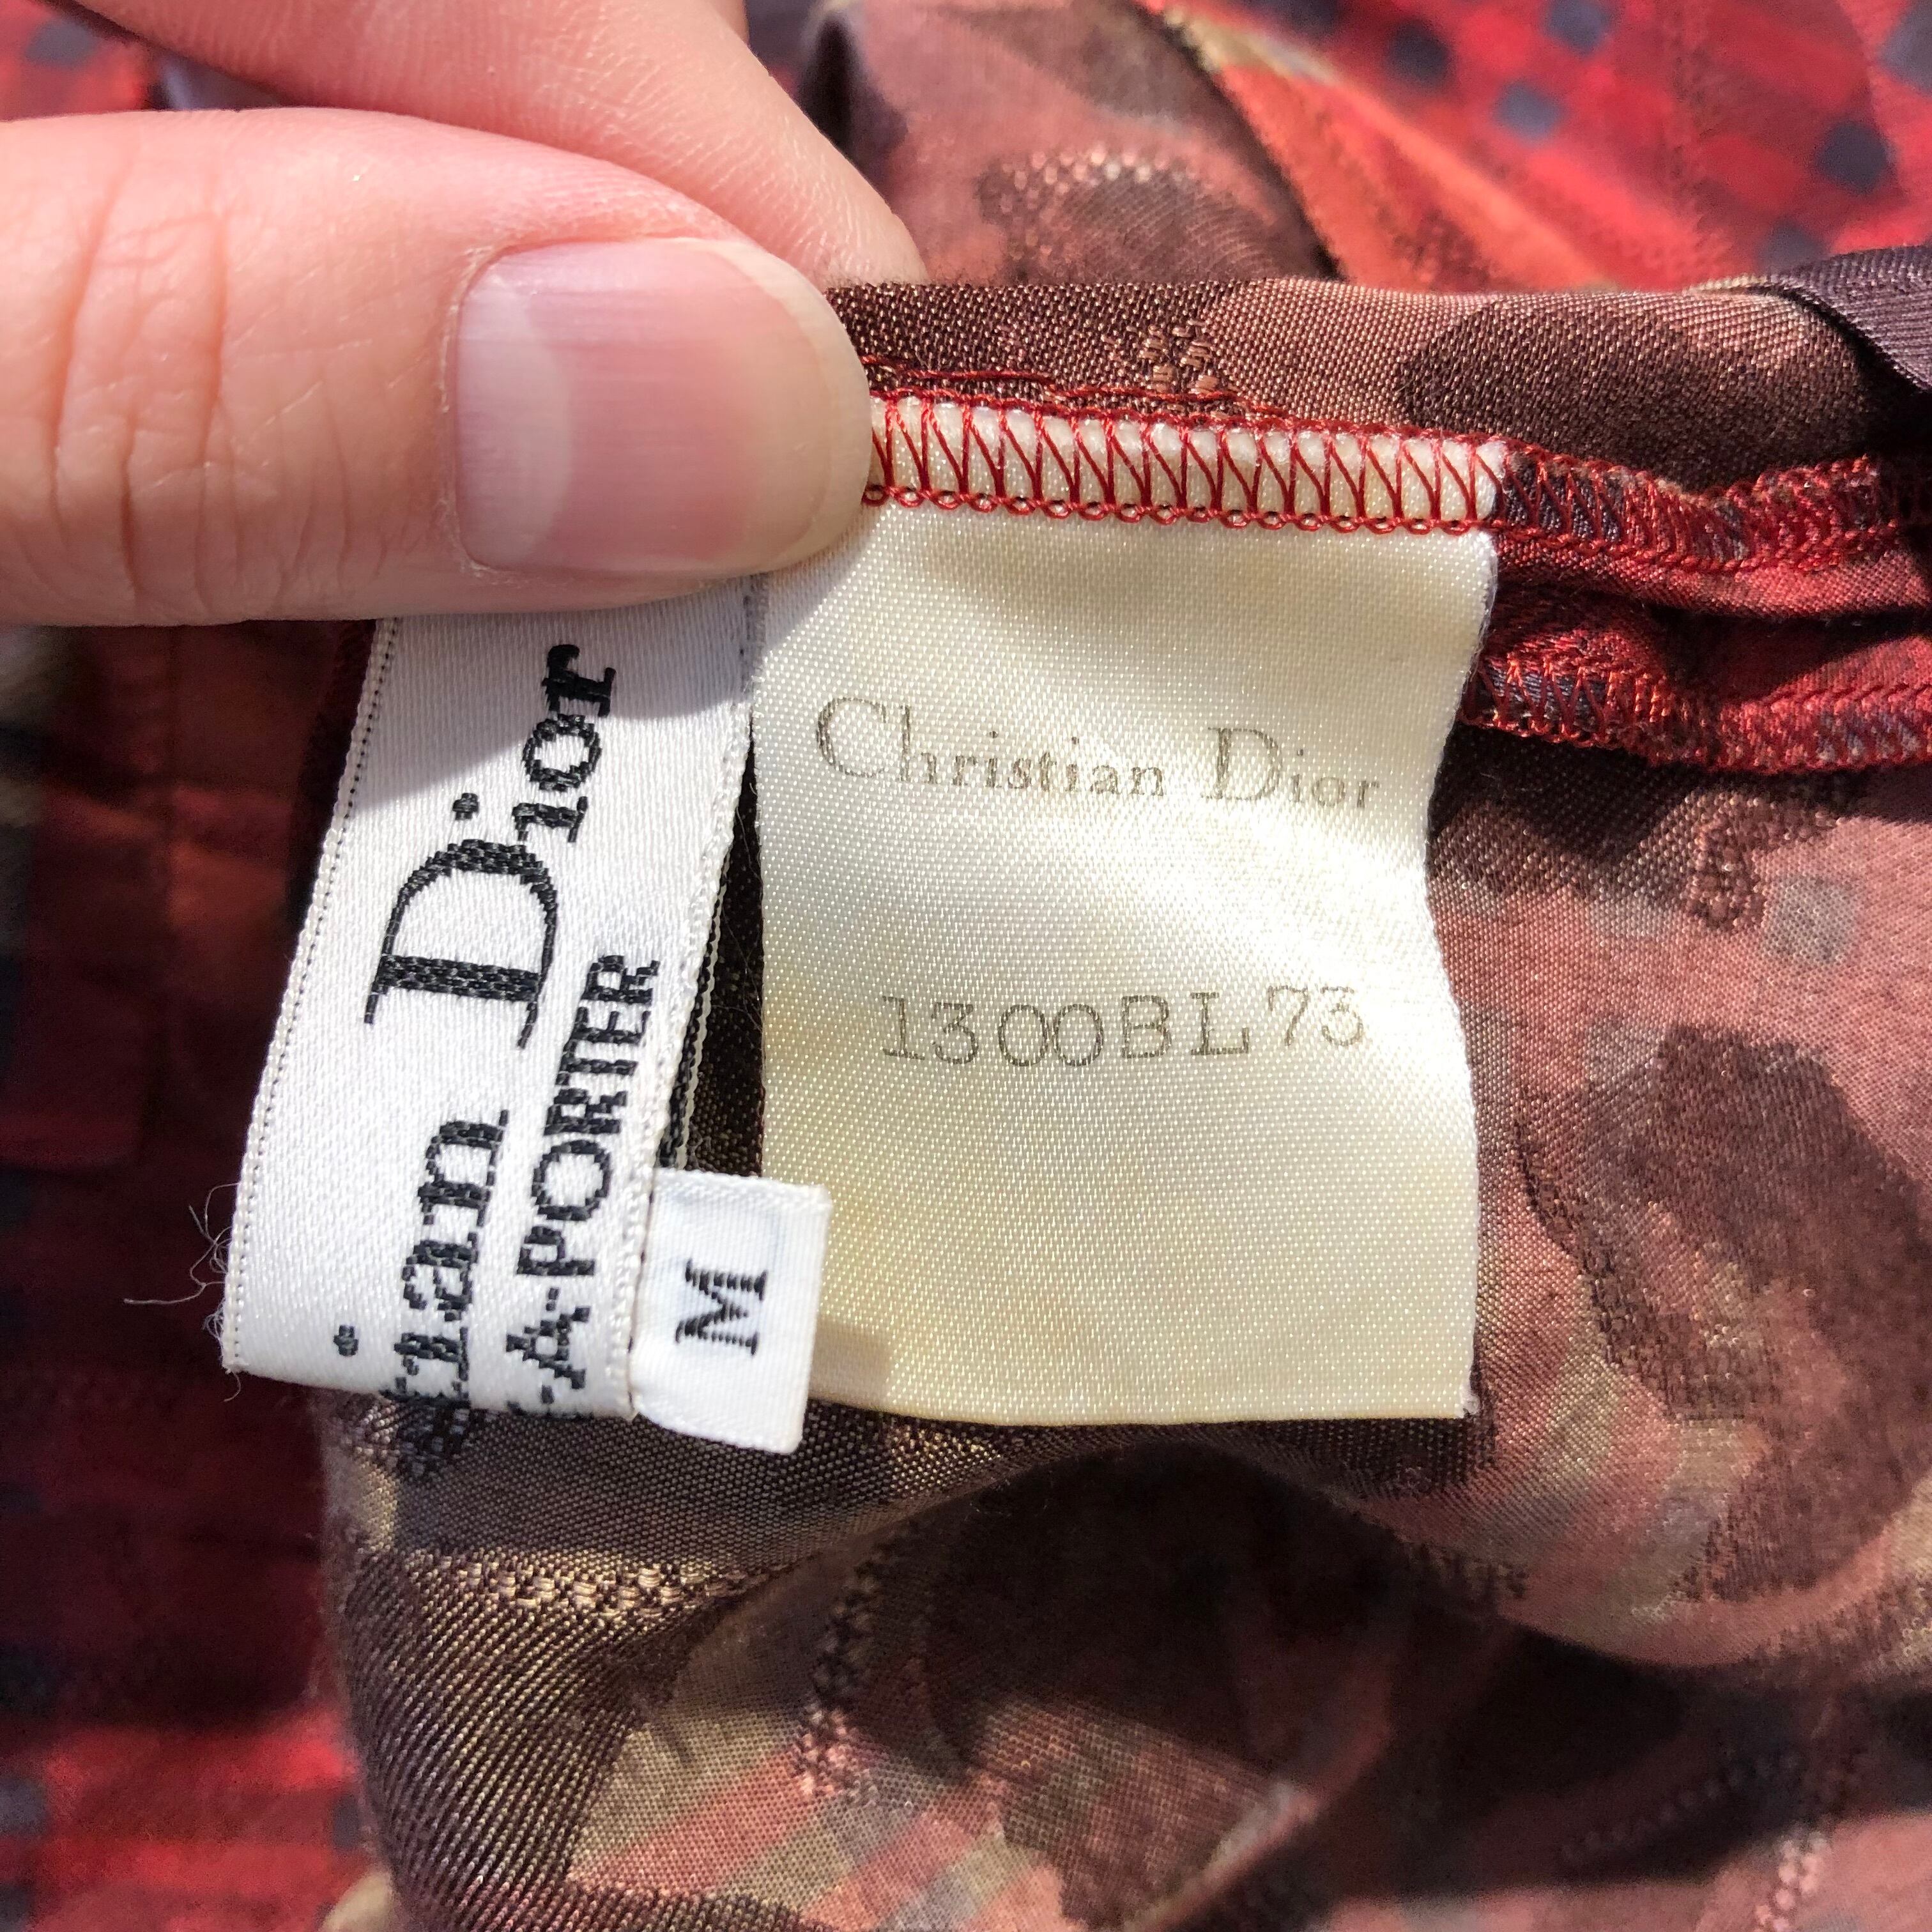 Dior
PORTER
M
Christian Dior
1300BL73